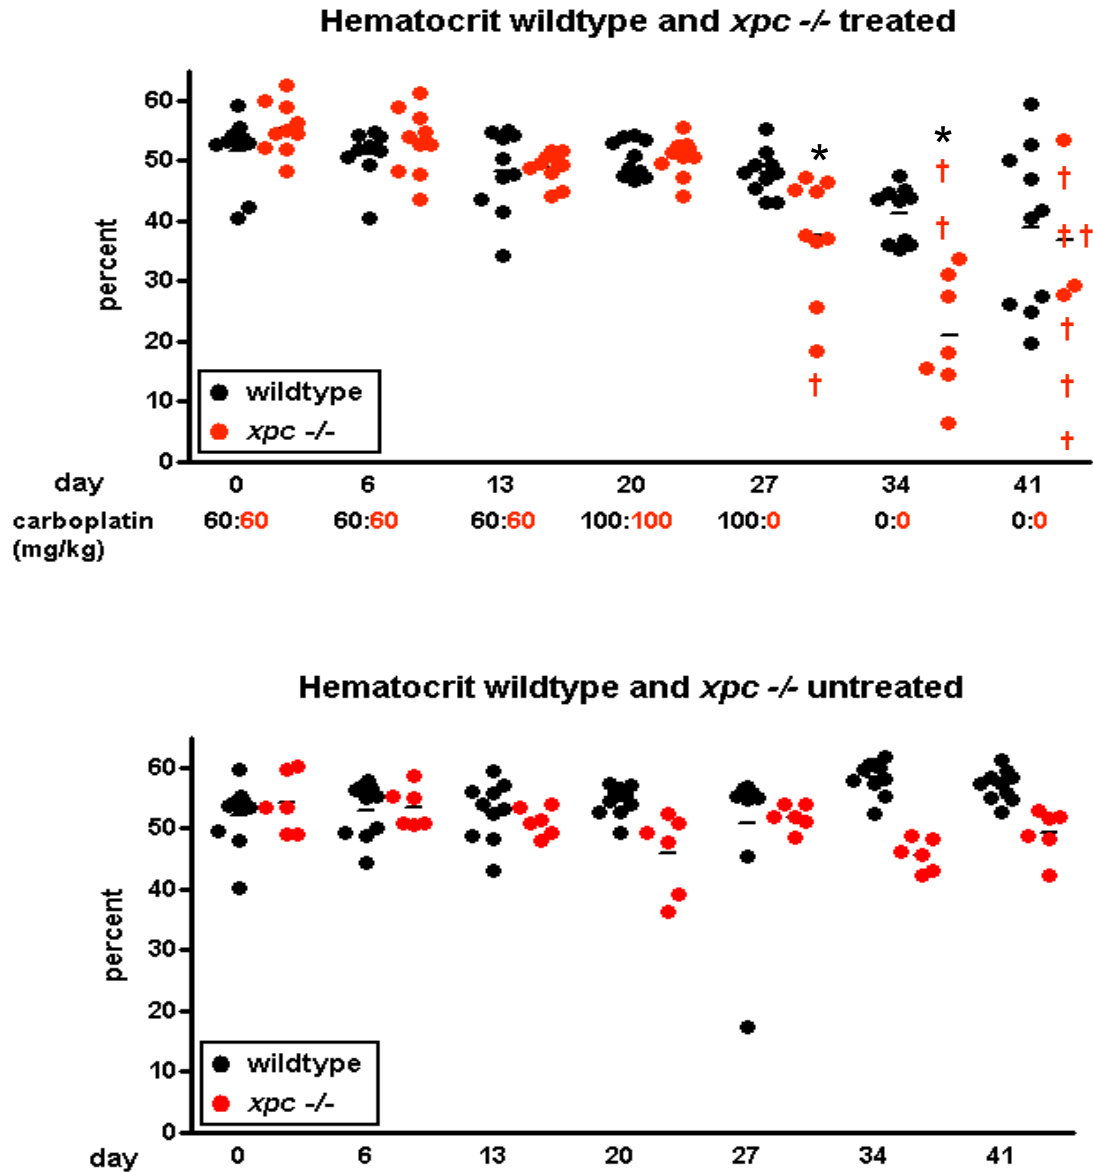 Hematocrit wildtype and xpc -/- treated
percent
60
50
40
30
20
10
0
* *
† † † † † † † † †
wildtype
xpc -/-
day 0 6 13 20 27 34 41
carboplatin 60:60 60:60 60:60 100:100 100:0 0:0 0:0
(mg/kg)
Hematocrit wildtype and xpc -/- untreated
percent
60
50
40
30
20
10
0
wildtype
xpc -/-
day 0 6 13 20 27 34 41